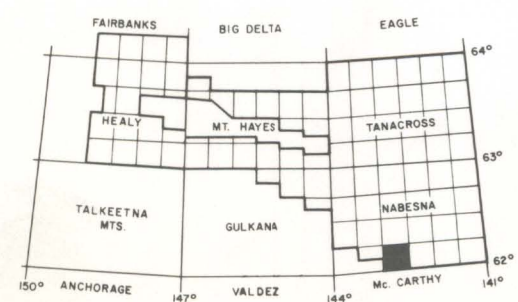 FAIRBANKS BIG DELTA EAGLE
64°
HEALY MT. HAYES TANACROSS
63°
TALKEETNA
MTS.
GULKANA
NABESNA
62°
150° ANCHORAGE 147° VALDEZ 144° Mc. CARTHY 141°